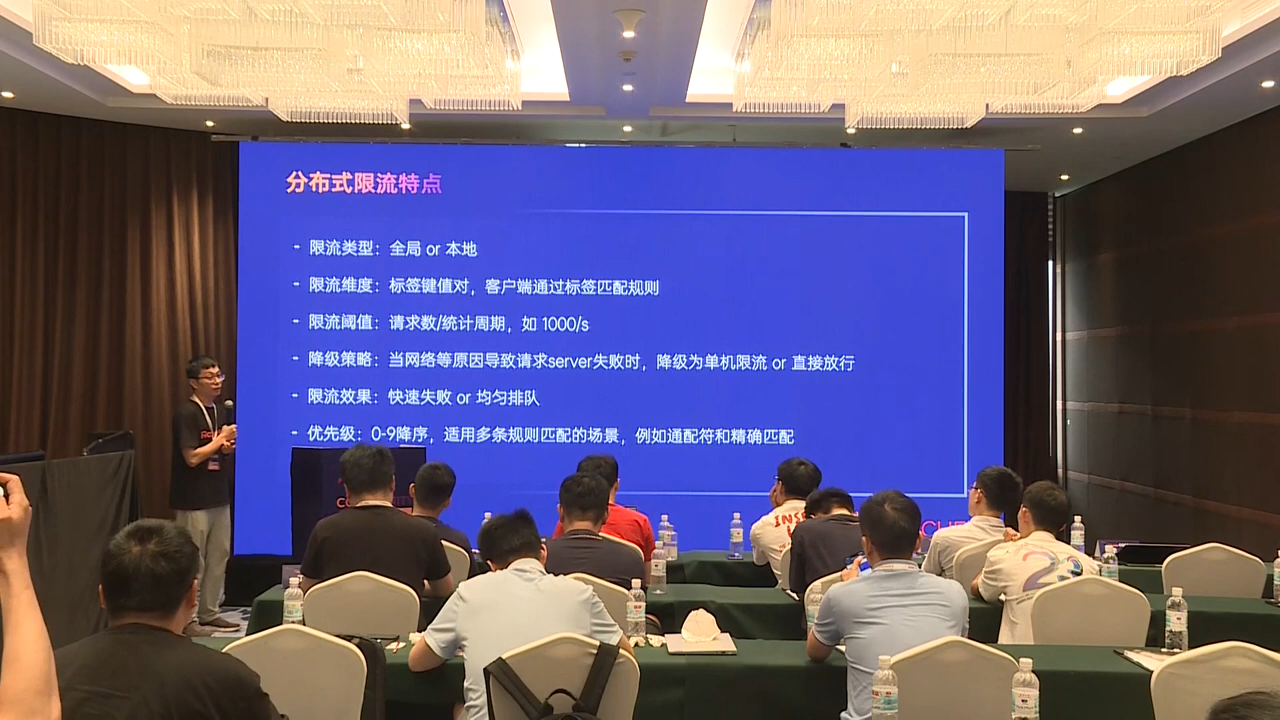 分布式限流特点
- 限流类型：全局 or 本地
- 限流维度：标签键值对，客户端通过标签匹配规则
- 限流阈值：请求数/统计周期，如 1000/s
- 降级策略：当网络等原因导致请求server失败时，降级为单机限流 or 直接放行
- 限流效果：快速失败 or 均匀排队
- 优先级：0-9降序，适用多条规则匹配的场景，例如通配符和精确匹配